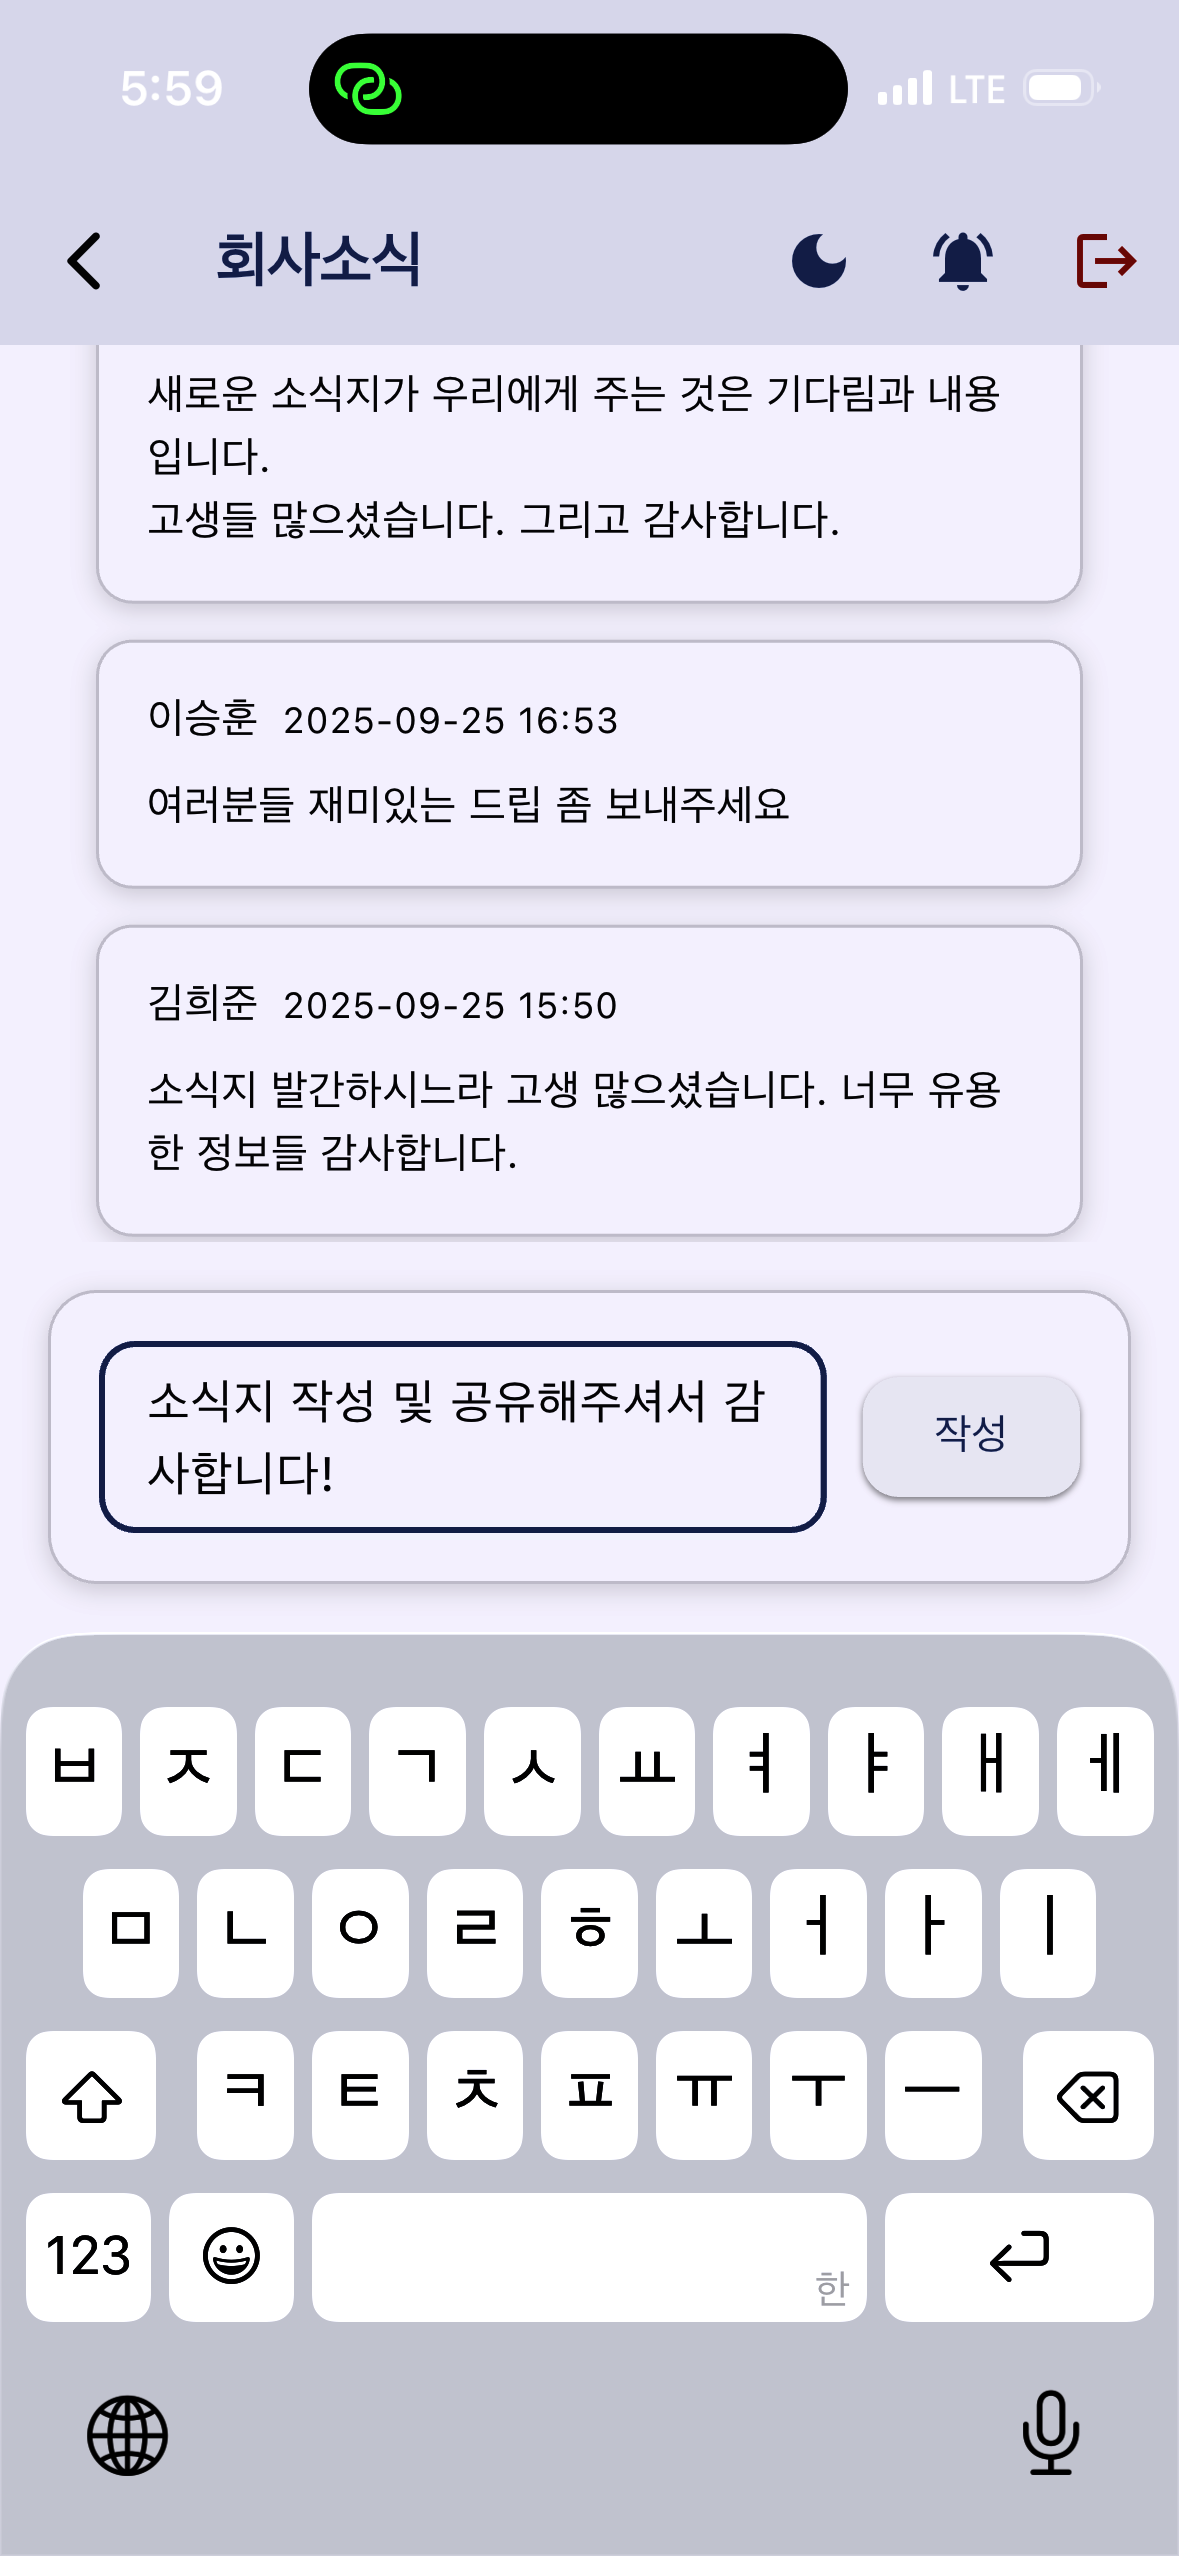 5:59
LTE
회사소식
새로운 소식지가 우리에게 주는 것은 기다림과 내용
입니다.
고생들 많으셨습니다. 그리고 감사합니다.
이승훈 2025-09-25 16:53
여러분들 재미있는 드립 좀 보내주세요
김희준 2025-09-25 15:50
소식지 발간하시느라 고생 많으셨습니다. 너무 유용
한 정보들 감사합니다.
소식지 작성 및 공유해주셔서 감
사합니다!
작성
ㅂ ㅈ ㄷ ㄱ ㅅ ㅛ ㅕ ㅑ ㅐ ㅔ
ㅁ ㄴ ㅇ ㄹ ㅎ ㅗ ㅓ ㅏ ㅣ
ㅋ ㅌ ㅊ ㅍ ㅠ ㅜ ㅡ
123
한